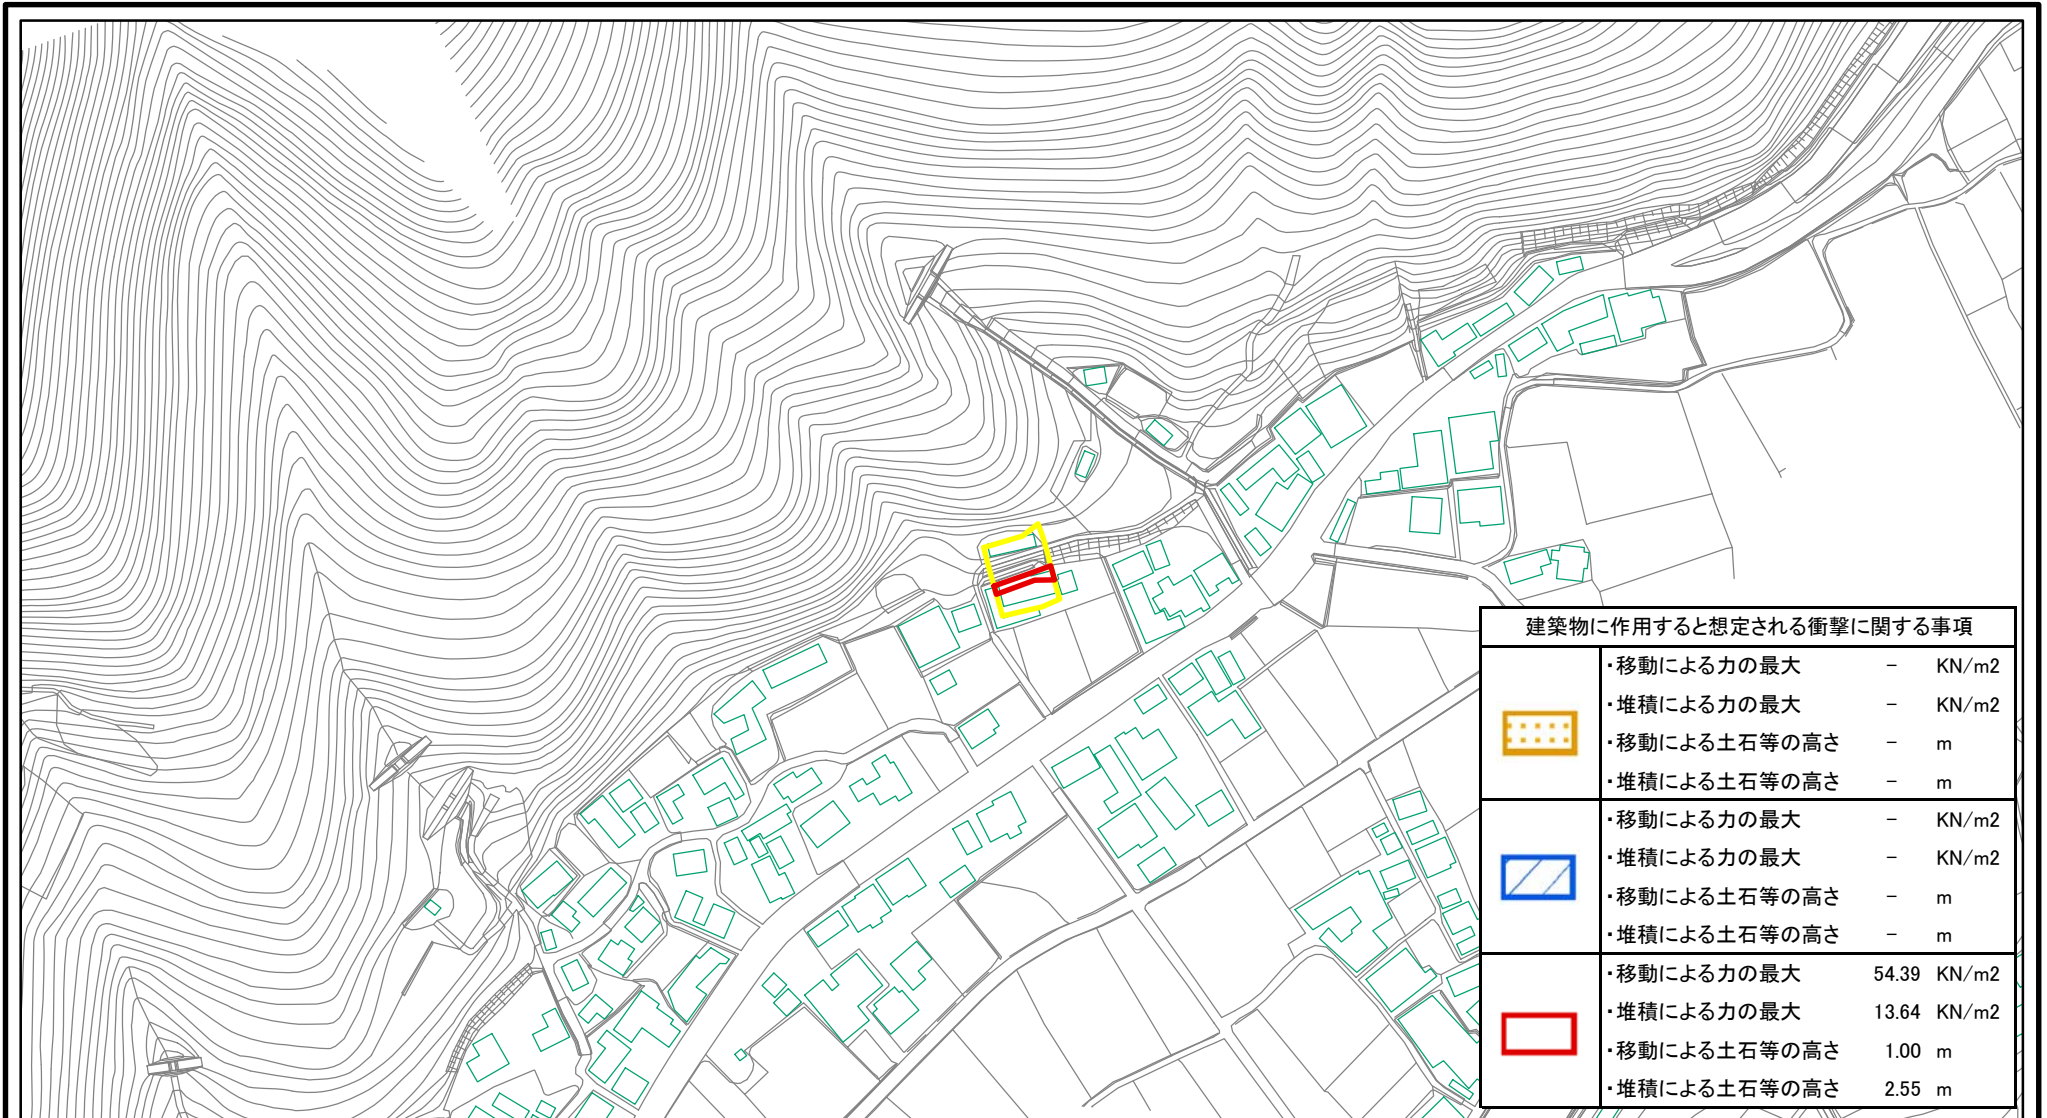 建築物に作用すると想定される衝撃に関する事項
・移動による力の最大 － KN/m2
・堆積による力の最大 － KN/m2
・移動による土石等の高さ － m
・堆積による土石等の高さ － m
・移動による力の最大 － KN/m2
・堆積による力の最大 － KN/m2
・移動による土石等の高さ － m
・堆積による土石等の高さ － m
・移動による力の最大 54.39 KN/m2
・堆積による力の最大 13.64 KN/m2
・移動による土石等の高さ 1.00 m
・堆積による土石等の高さ 2.55 m